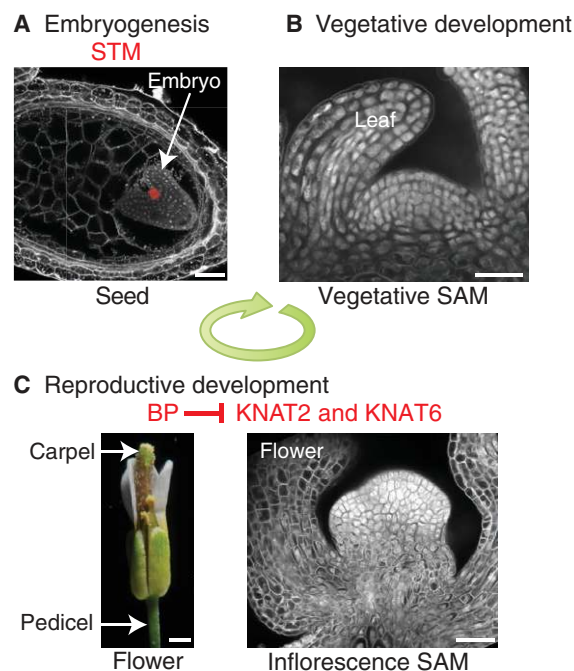 A Embryogenesis
STM
Embryo
Seed
B Vegetative development
Leaf
Vegetative SAM
C Reproductive development
BP KNAT2 and KNAT6
Carpel
Pedicel
Flower
Flower
Inflorescence SAM